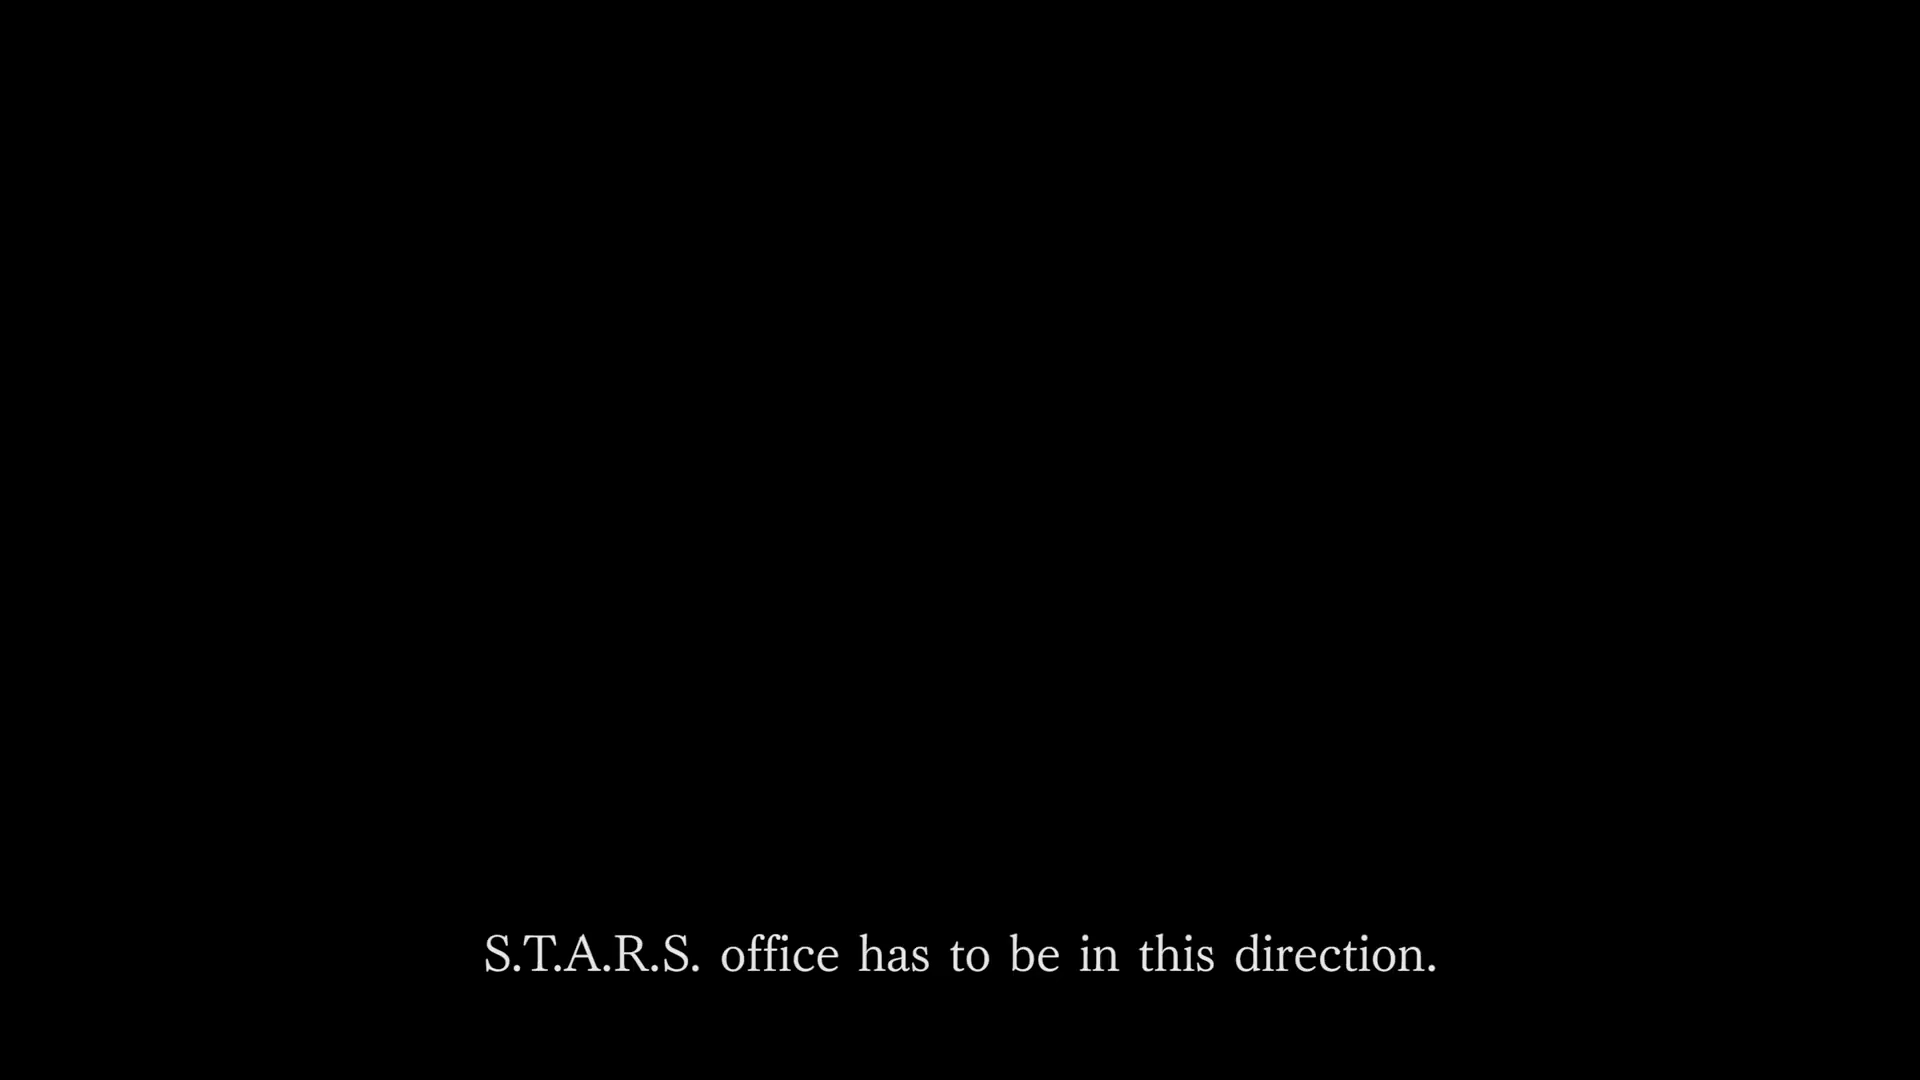 S.T.A.R.S. office has to be in this direction.